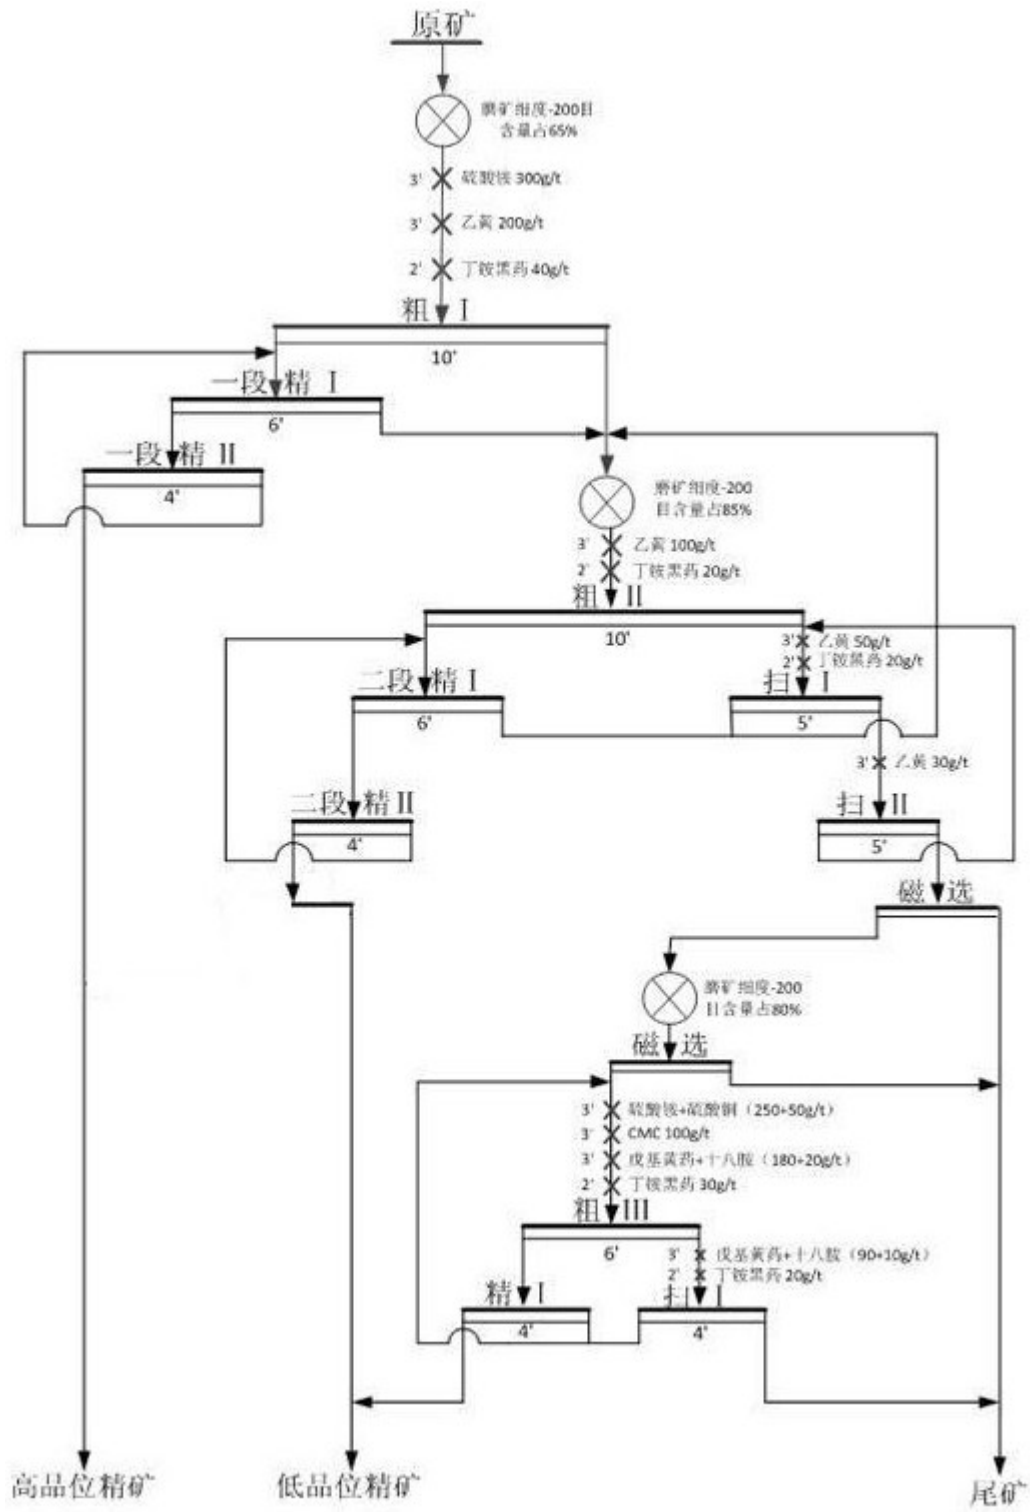 原矿
磨矿细度-200目
含量占65%
3' 硫酸铵 300g/t
3' 乙黄 200g/t
2' 丁铵黑药 40g/t
粗 I
10'
一段 精 I
6'
一段 精 II
4'
磨矿细度-200
目含量占85%
3' 乙黄 100g/t
2' 丁铵黑药 20g/t
粗 II
10'
3' 乙黄 50g/t
2' 丁铵黑药 20g/t
二段 精 I
6'
扫 I
5'
3' 乙黄 30g/t
二段 精 II
4'
扫 II
5'
磁 选
磨矿细度-200
目含量占80%
磁 选
3' 硫酸铵+硫酸铜（250+50g/t）
3' CMC 100g/t
3' 戊基黄药+十八胺（180+20g/t）
2' 丁铵黑药 30g/t
粗 III
6'
3' 戊基黄药+十八胺（90+10g/t）
2' 丁铵黑药 20g/t
精 I
4'
扫 I
4'
高品位精矿
低品位精矿
尾矿